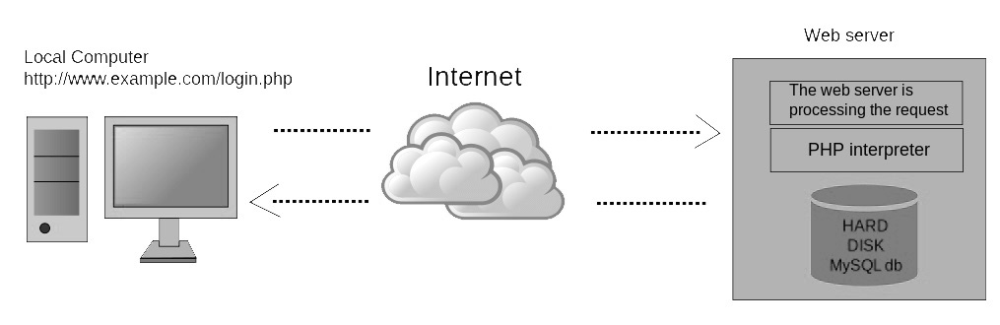 Local Computer
http://www.example.com/login.php
Internet
Web server
The web server is
processing the request
PHP interpreter
HARD
DISK
MySQL db